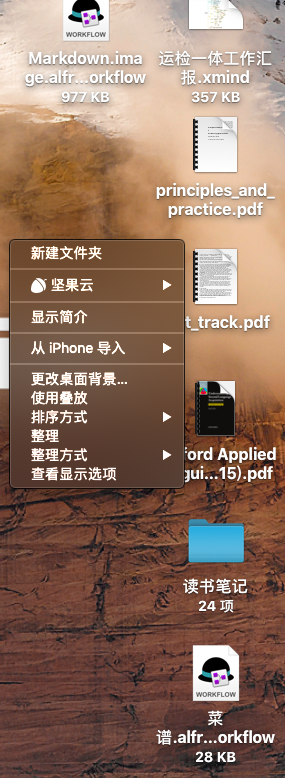 WORKFLOW
Markdown.ima
ge.alfr...orkflow
977 KB
运检一体工作汇
报.xmind
357 KB
principles_and_
practice.pdf
新建文件夹
坚果云
显示简介
从 iPhone 导入
更改桌面背景...
使用叠放
排序方式
整理
整理方式
查看显示选项
t_track.pdf
ford Applied
gui...15).pdf
读书笔记
24 项
WORKFLOW
菜
谱.alfr...orkflow
28 KB